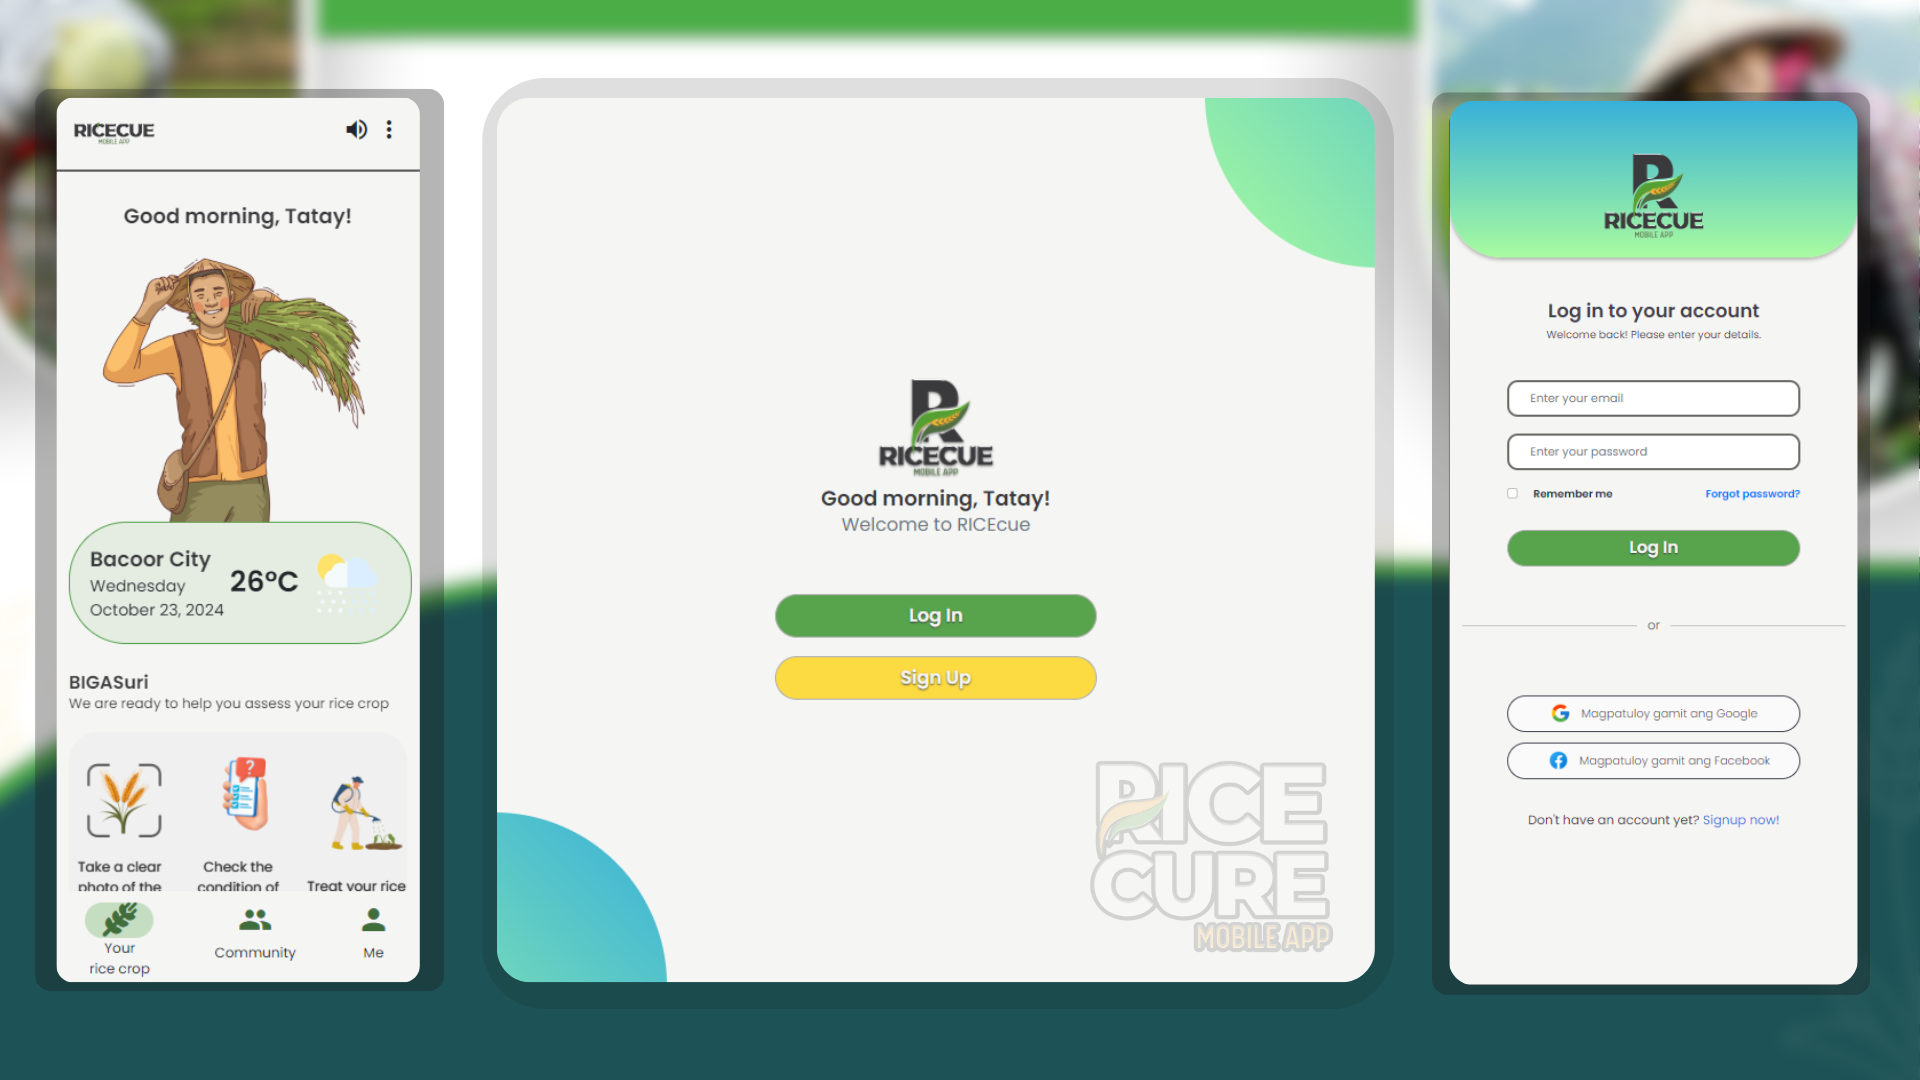 RICECUE
MOBILE APP
Good morning, Tatay!
Bacoor City
Wednesday
October 23, 2024
26°C
BIGASuri
We are ready to help you assess your rice crop
?
Take a clear
photo of the
Check the
condition of
Treat your rice
Your
rice crop
Community
Me
R
RICECUE
MOBILE APP
Good morning, Tatay!
Welcome to RICEcue
Log In
Sign Up
RICE
CURE
MOBILE APP
R
RICECUE
MOBILE APP
Log in to your account
Welcome back! Please enter your details.
Enter your email
Enter your password
Remember me
Forgot password?
Log In
or
Magpatuloy gamit ang Google
Magpatuloy gamit ang Facebook
Don't have an account yet? Signup now!